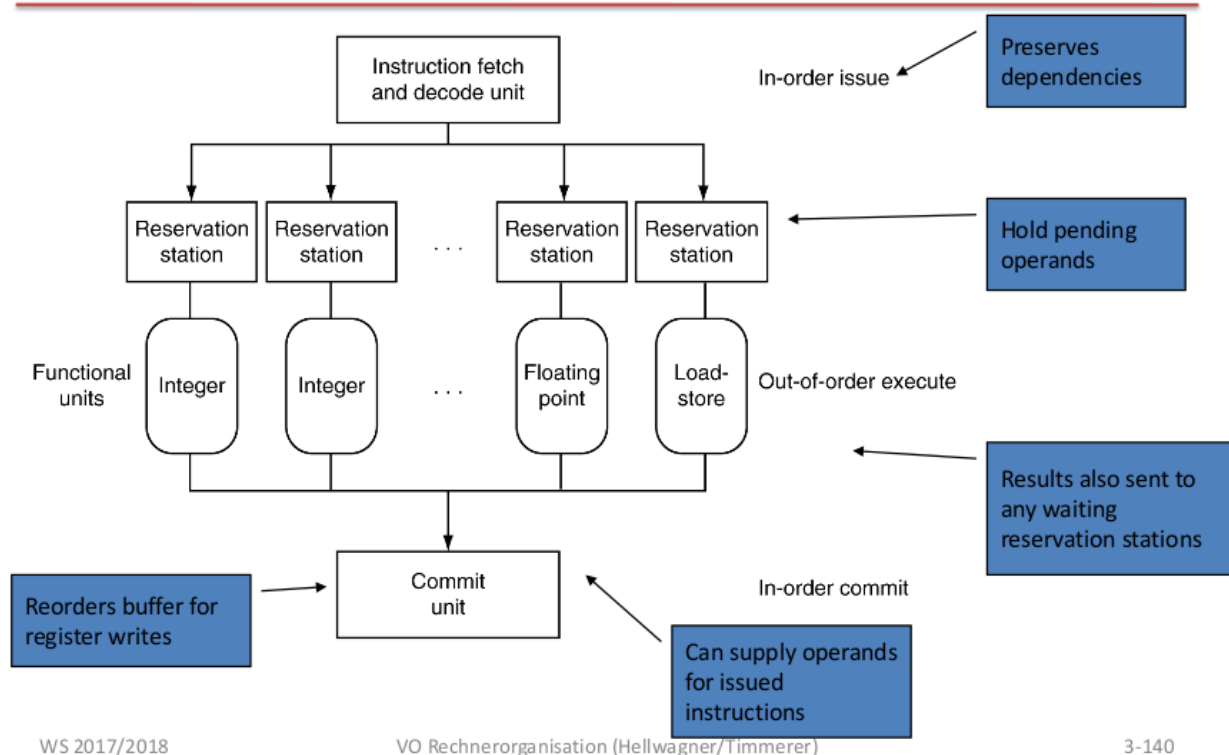 Instruction fetch
and decode unit
In-order issue
Preserves
dependencies
Reservation
station
Reservation
station
. . .
Reservation
station
Reservation
station
Hold pending
operands
Functional
units
Integer
Integer
. . .
Floating
point
Load-
store
Out-of-order execute
Results also sent to
any waiting
reservation stations
Commit
unit
In-order commit
Reorders buffer for
register writes
Can supply operands
for issued
instructions
WS 2017/2018
VO Rechnerorganisation (Hellwagner/Timmerer)
3-140